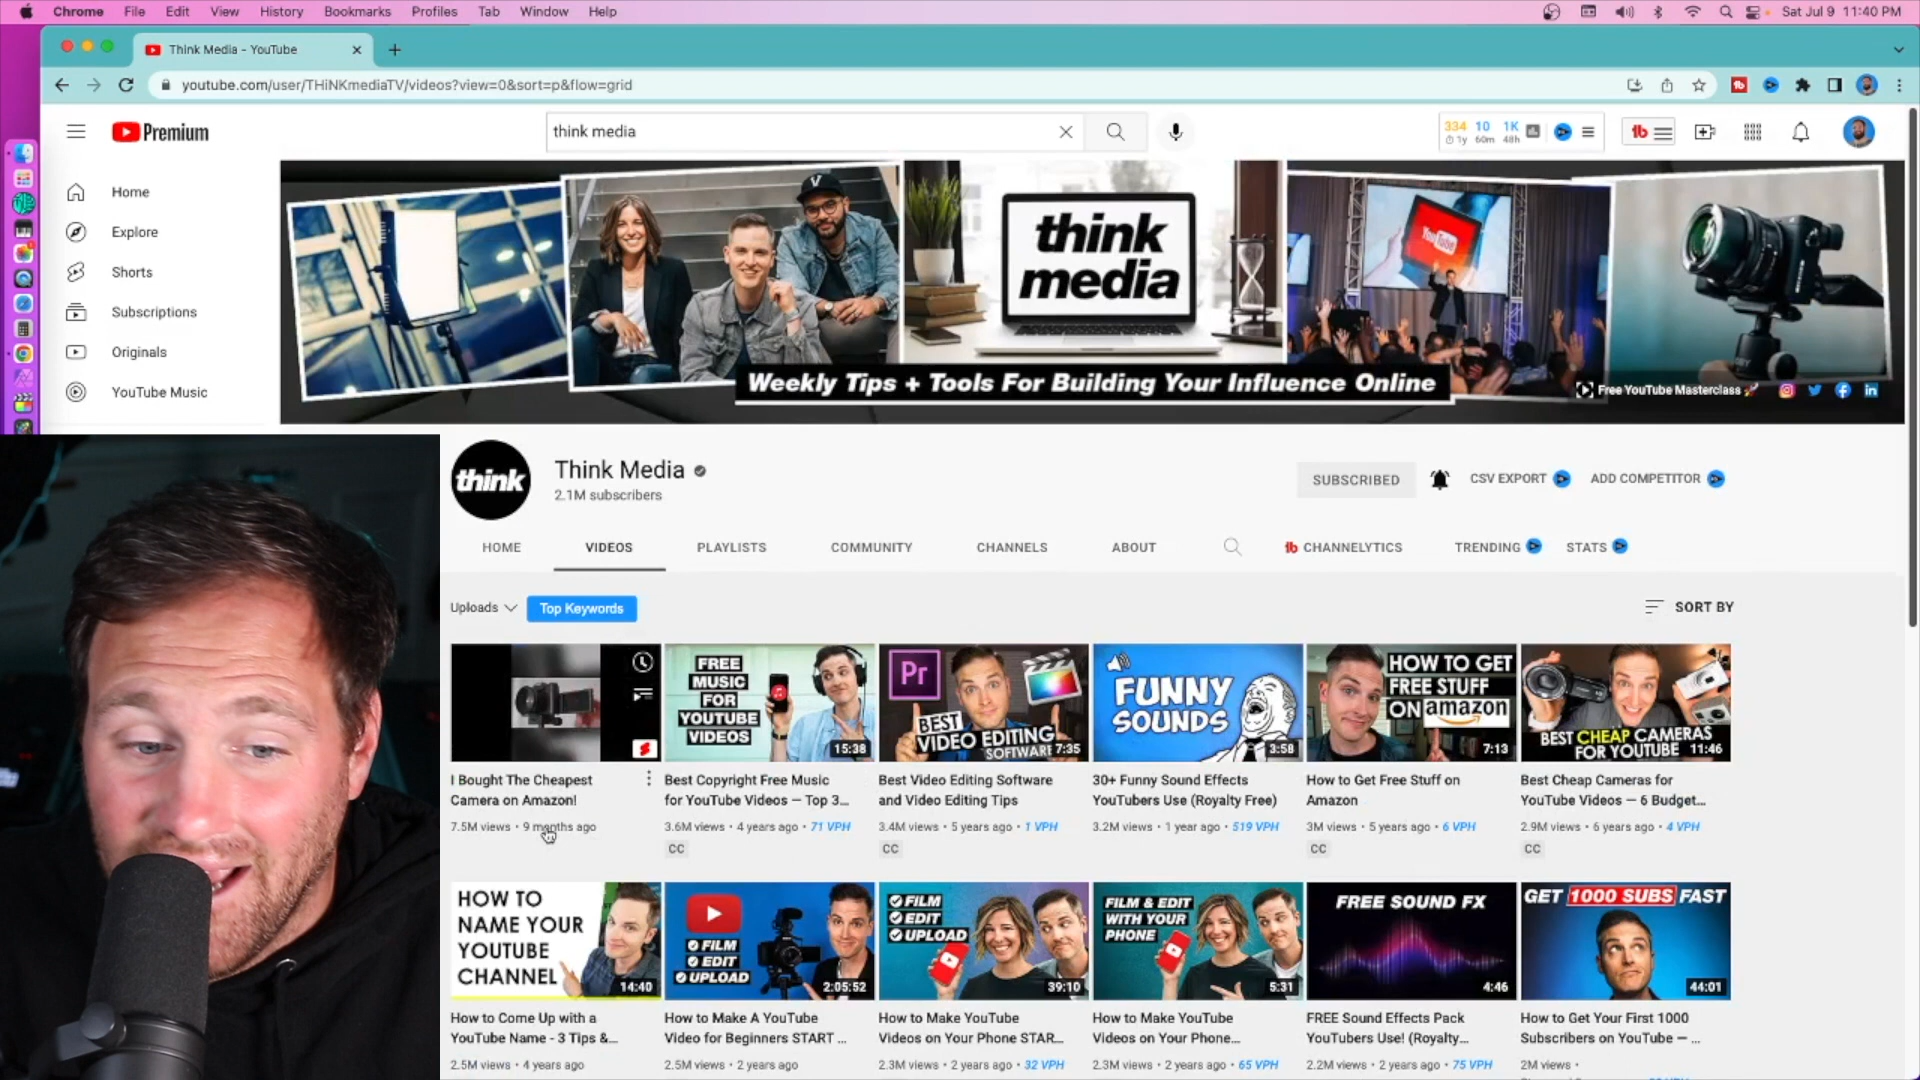 Chrome File Edit View History Bookmarks Profiles Tab Window Help Sat Jul 9 11:40 PM
Think Media - YouTube
youtube.com/user/THiNKmediaTV/videos?view=0&sort=p&flow=grid
Premium
think media
334 10 1K
1y 60m 48h
Home
Explore
Shorts
Subscriptions
Originals
YouTube Music
think
media
YouTube
Weekly Tips + Tools For Building Your Influence Online
Free YouTube Masterclass
think
Think Media
2.1M subscribers
SUBSCRIBED
CSV EXPORT
ADD COMPETITOR
HOME VIDEOS PLAYLISTS COMMUNITY CHANNELS ABOUT CHANNELYTICS TRENDING STATS
Uploads
Top Keywords
SORT BY
I Bought The Cheapest
Camera on Amazon!
7.5M views • 9 months ago
FREE
MUSIC
FOR
YOUTUBE
VIDEOS
15:38
Best Copyright Free Music
for YouTube Videos — Top 3...
3.6M views • 4 years ago • 71 VPH
CC
Pr
BEST
VIDEO EDITING
SOFTWARE
7:35
Best Video Editing Software
and Video Editing Tips
3.4M views • 5 years ago • 1 VPH
CC
FUNNY
SOUNDS
3:58
30+ Funny Sound Effects
YouTubers Use (Royalty Free)
3.2M views • 1 year ago • 519 VPH
HOW TO GET
FREE STUFF
ON amazon
7:13
How to Get Free Stuff on
Amazon
3M views • 5 years ago • 6 VPH
CC
BEST CHEAP CAMERAS
FOR YOUTUBE
11:46
Best Cheap Cameras for
YouTube Videos — 6 Budget...
2.9M views • 6 years ago • 4 VPH
CC
HOW TO
NAME YOUR
YOUTUBE
CHANNEL
14:40
How to Come Up with a
YouTube Name - 3 Tips &...
2.5M views • 4 years ago
FILM
EDIT
UPLOAD
2:05:52
How to Make A YouTube
Video for Beginners START ...
2.5M views • 2 years ago
FILM
EDIT
UPLOAD
39:10
How to Make YouTube
Videos on Your Phone STAR...
2.3M views • 2 years ago • 32 VPH
FILM & EDIT
WITH YOUR
PHONE
5:31
How to Make YouTube
Videos on Your Phone...
2.3M views • 2 years ago • 65 VPH
FREE SOUND FX
4:46
FREE Sound Effects Pack
YouTubers Use! (Royalty...
2.2M views • 2 years ago • 75 VPH
GET 1000 SUBS FAST
44:01
How to Get Your First 1000
Subscribers on YouTube — ...
2M views •